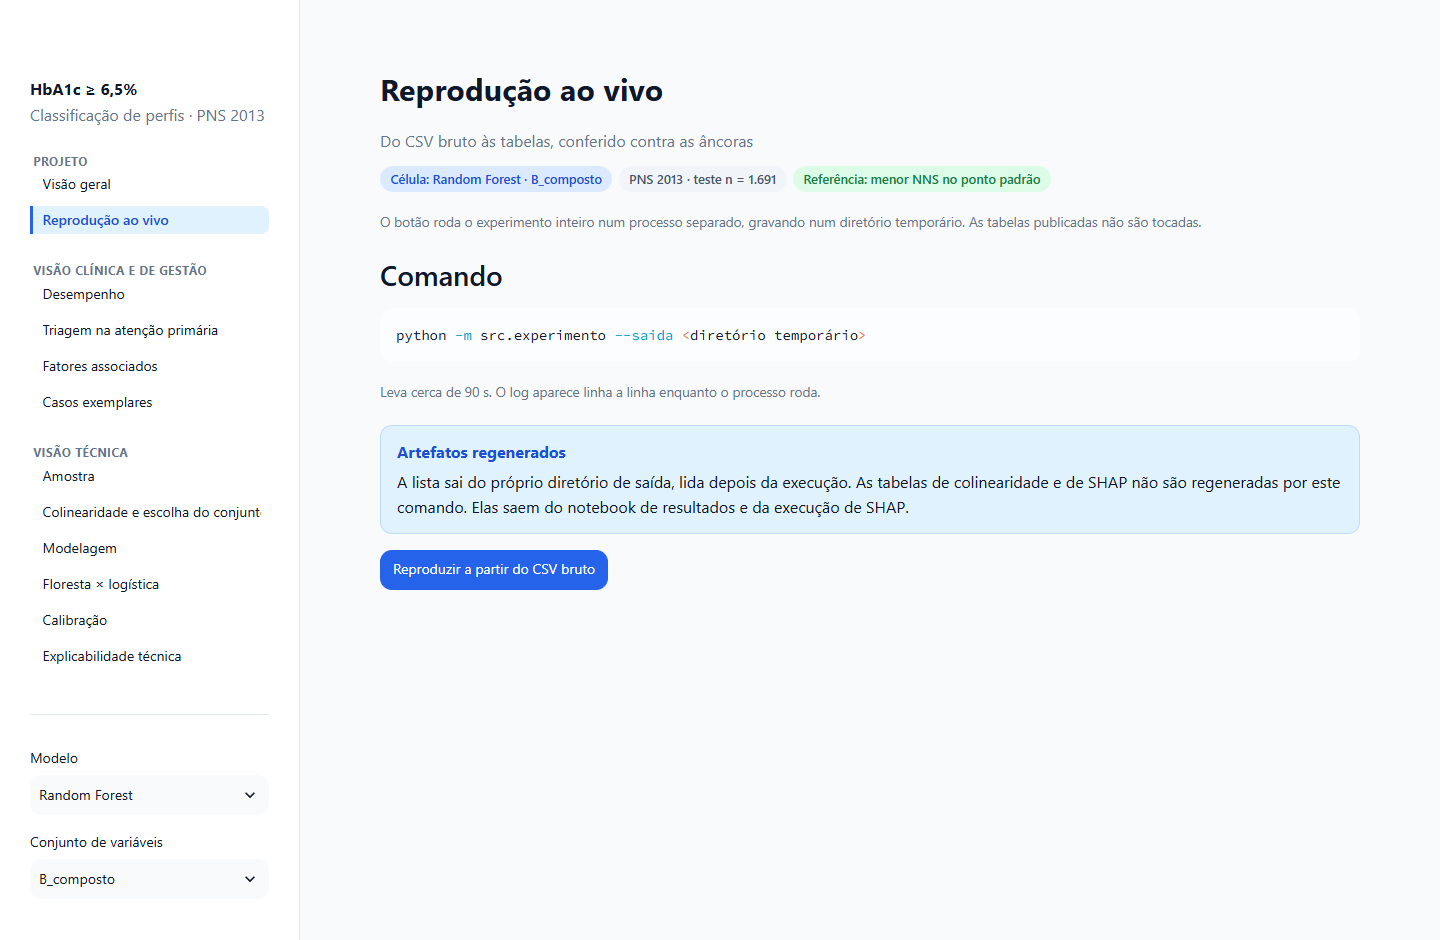 HbA1c ≥ 6,5%
Classificação de perfis · PNS 2013
PROJETO
Visão geral
Reprodução ao vivo
VISÃO CLÍNICA E DE GESTÃO
Desempenho
Triagem na atenção primária
Fatores associados
Casos exemplares
VISÃO TÉCNICA
Amostra
Colinearidade e escolha do conjunt
Modelagem
Floresta × logística
Calibração
Explicabilidade técnica
Modelo
Random Forest
Conjunto de variáveis
B_composto
Reprodução ao vivo
Do CSV bruto às tabelas, conferido contra as âncoras
Célula: Random Forest · B_composto
PNS 2013 · teste n = 1.691
Referência: menor NNS no ponto padrão
O botão roda o experimento inteiro num processo separado, gravando num diretório temporário. As tabelas publicadas não são tocadas.
Comando
python -m src.experimento --saida <diretório temporário>
Leva cerca de 90 s. O log aparece linha a linha enquanto o processo roda.
Artefatos regenerados
A lista sai do próprio diretório de saída, lida depois da execução. As tabelas de colinearidade e de SHAP não são regeneradas por este
comando. Elas saem do notebook de resultados e da execução de SHAP.
Reproduzir a partir do CSV bruto